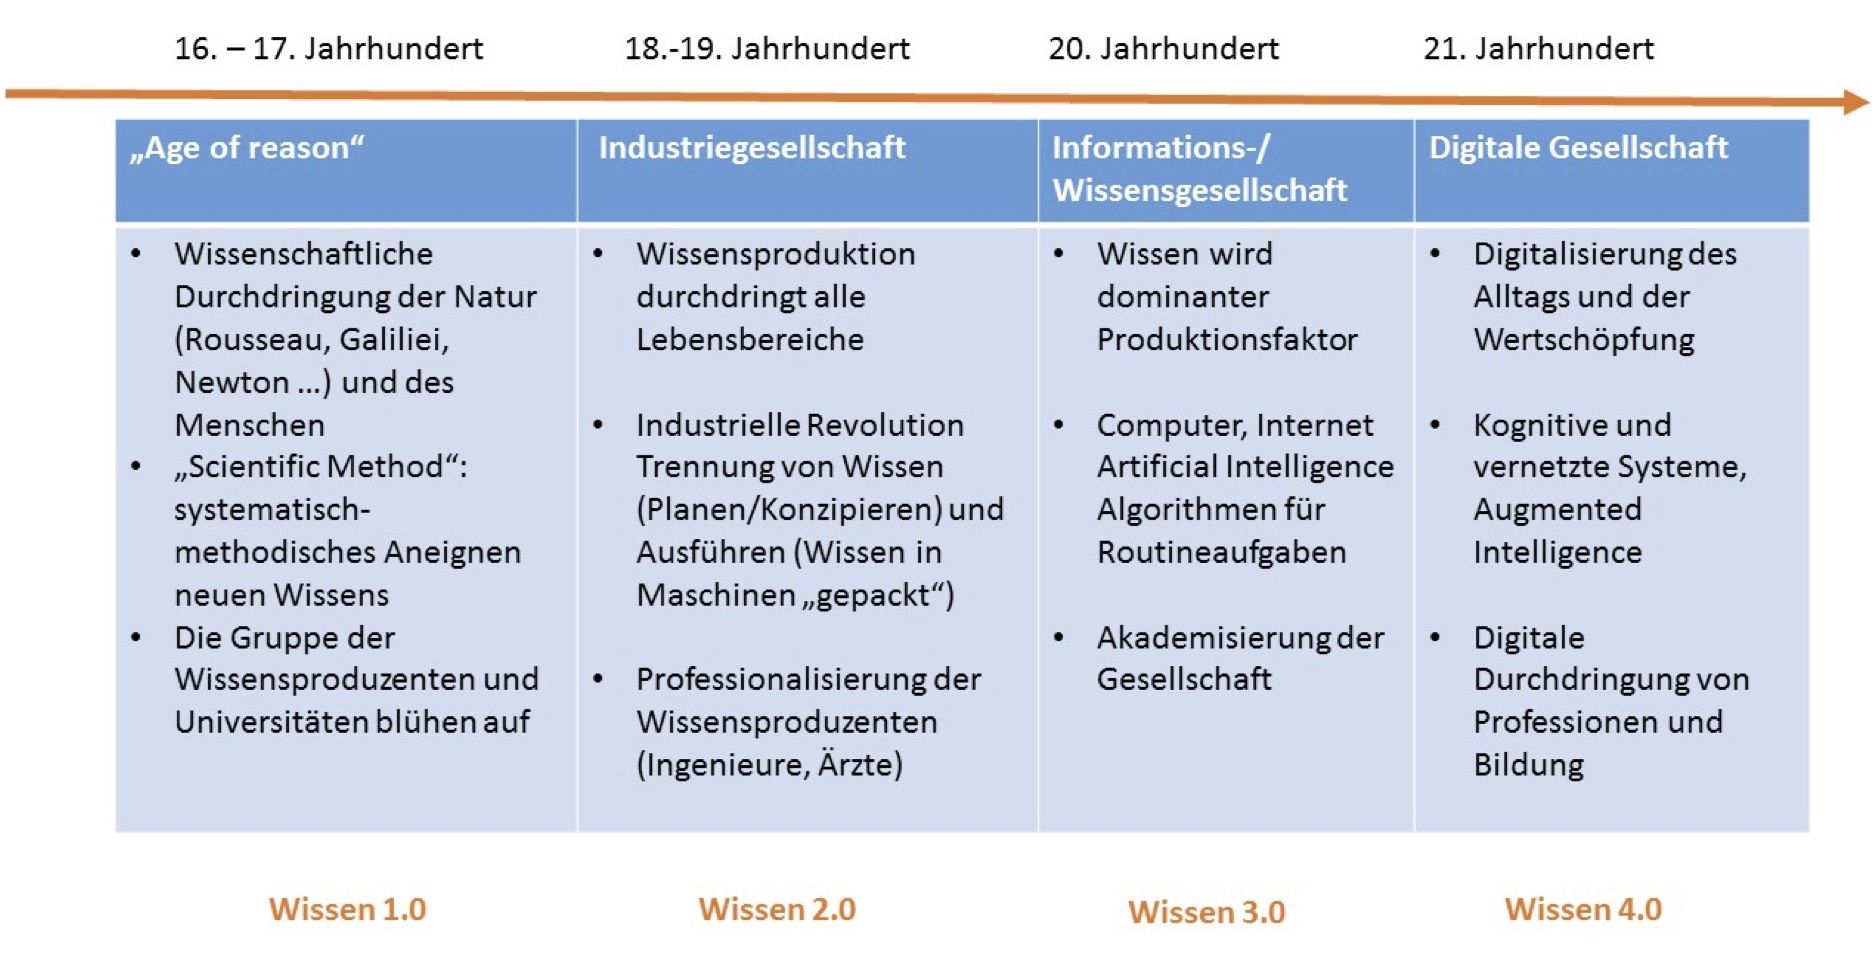 16. – 17. Jahrhundert
18.-19. Jahrhundert
20. Jahrhundert
21. Jahrhundert
„Age of reason“
• Wissenschaftliche
Durchdringung der Natur
(Rousseau, Galiliei,
Newton ...) und des
Menschen
• „Scientific Method“:
systematisch-
methodisches Aneignen
neuen Wissens
• Die Gruppe der
Wissensproduzenten und
Universitäten blühen auf
Wissen 1.0
Industriegesellschaft
• Wissensproduktion
durchdringt alle
Lebensbereiche
• Industrielle Revolution
Trennung von Wissen
(Planen/Konzipieren) und
Ausführen (Wissen in
Maschinen „gepackt“)
• Professionalisierung der
Wissensproduzenten
(Ingenieure, Ärzte)
Wissen 2.0
Informations-/
Wissensgesellschaft
• Wissen wird
dominanter
Produktionsfaktor
• Computer, Internet
Artificial Intelligence
Algorithmen für
Routineaufgaben
• Akademisierung der
Gesellschaft
Wissen 3.0
Digitale Gesellschaft
• Digitalisierung des
Alltags und der
Wertschöpfung
• Kognitive und
vernetzte Systeme,
Augmented
Intelligence
• Digitale
Durchdringung von
Professionen und
Bildung
Wissen 4.0